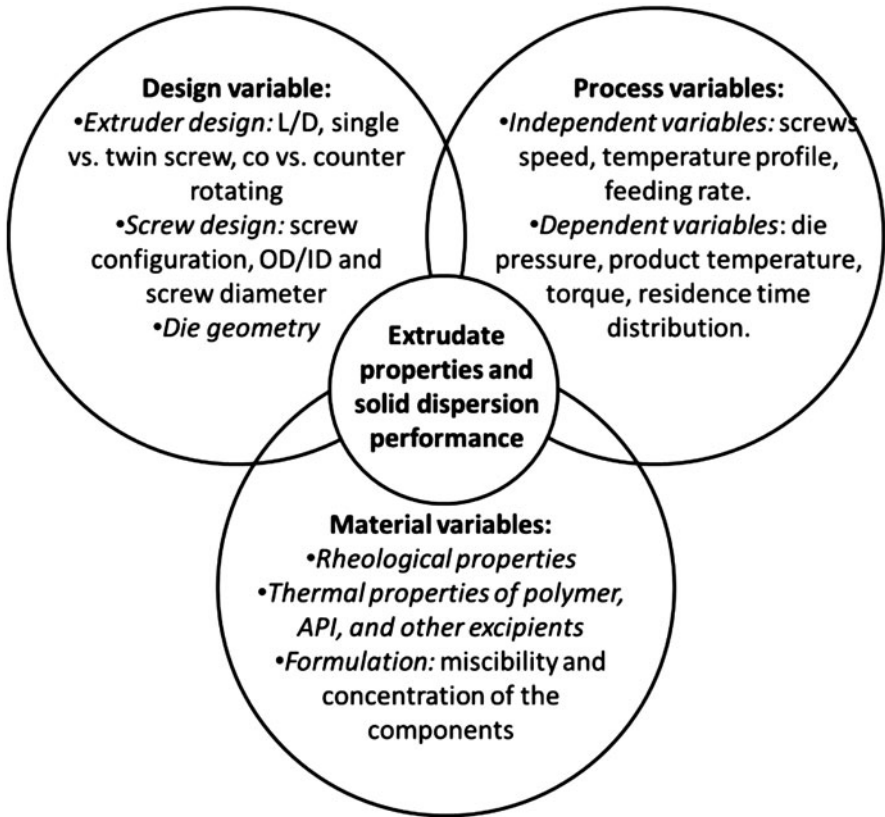 Design variable:
•Extruder design: L/D, single
vs. twin screw, co vs. counter
rotating
•Screw design: screw
configuration, OD/ID and
screw diameter
•Die geometry
Process variables:
•Independent variables: screws
speed, temperature profile,
feeding rate.
•Dependent variables: die
pressure, product temperature,
torque, residence time
distribution.
Extrudate
properties and
solid dispersion
performance
Material variables:
•Rheological properties
•Thermal properties of polymer,
API, and other excipients
•Formulation: miscibility and
concentration of the
components